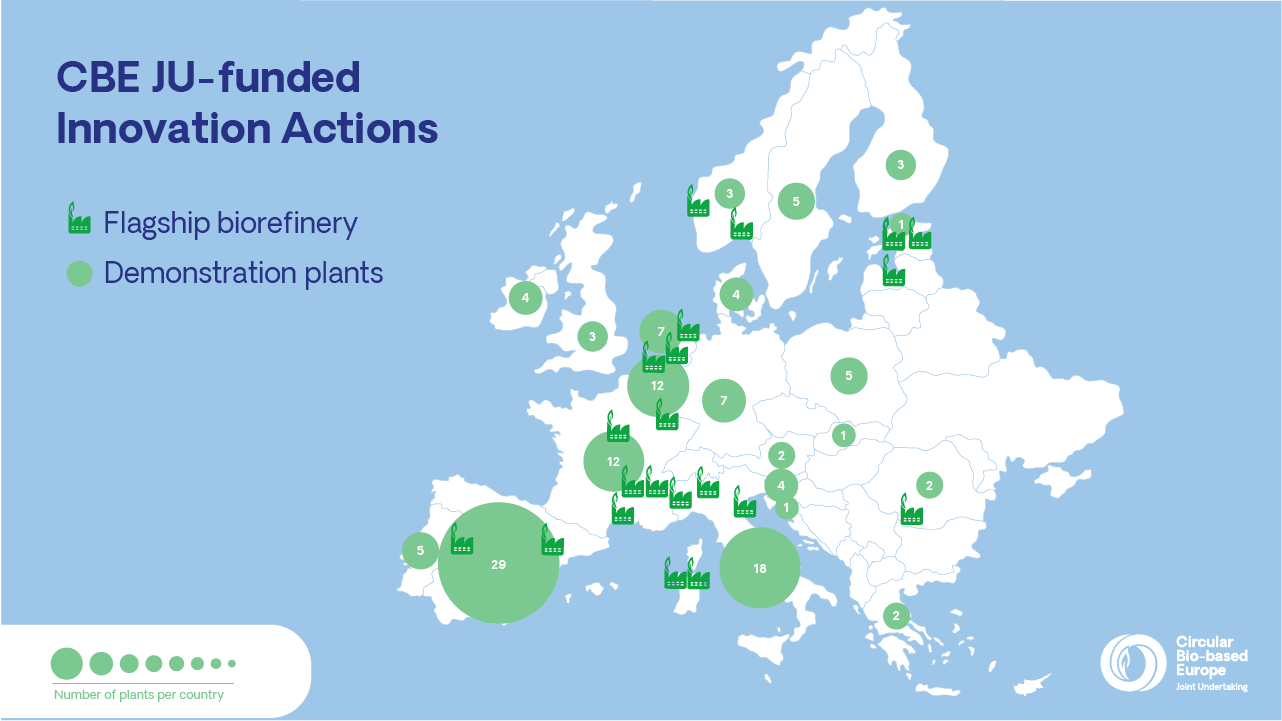 CBE JU-funded
Innovation Actions
Flagship biorefinery
Demonstration plants
3
3
5
1
4
4
7
3
12
5
7
1
12
2
4
2
1
5
29
18
2
Number of plants per country
Circular
Bio-based
Europe
Joint Undertaking